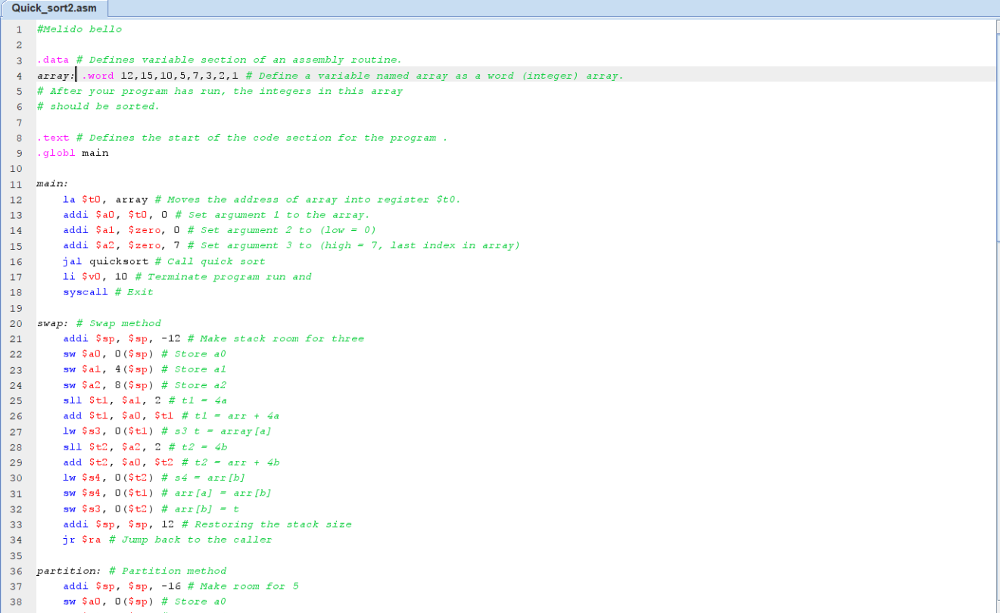 Quick_sort2.asm
1 #Melido bello
2
3 .data # Defines variable section of an assembly routine.
4 array: .word 12,15,10,5,7,3,2,1 # Define a variable named array as a word (integer) array.
5 # After your program has run, the integers in this array
6 # should be sorted.
7
8 .text # Defines the start of the code section for the program .
9 .globl main
10
11 main:
12 la $t0, array # Moves the address of array into register $t0.
13 addi $a0, $t0, 0 # Set argument 1 to the array.
14 addi $a1, $zero, 0 # Set argument 2 to (low = 0)
15 addi $a2, $zero, 7 # Set argument 3 to (high = 7, last index in array)
16 jal quicksort # Call quick sort
17 li $v0, 10 # Terminate program run and
18 syscall # Exit
19
20 swap: # Swap method
21 addi $sp, $sp, -12 # Make stack room for three
22 sw $a0, 0($sp) # Store a0
23 sw $a1, 4($sp) # Store a1
24 sw $a2, 8($sp) # Store a2
25 sll $t1, $a1, 2 # t1 = 4a
26 add $t1, $a0, $t1 # t1 = arr + 4a
27 lw $s3, 0($t1) # s3 t = array[a]
28 sll $t2, $a2, 2 # t2 = 4b
29 add $t2, $a0, $t2 # t2 = arr + 4b
30 lw $s4, 0($t2) # s4 = arr[b]
31 sw $s4, 0($t1) # arr[a] = arr[b]
32 sw $s3, 0($t2) # arr[b] = t
33 addi $sp, $sp, 12 # Restoring the stack size
34 jr $ra # Jump back to the caller
35
36 partition: # Partition method
37 addi $sp, $sp, -16 # Make room for 5
38 sw $a0, 0($sp) # Store a0